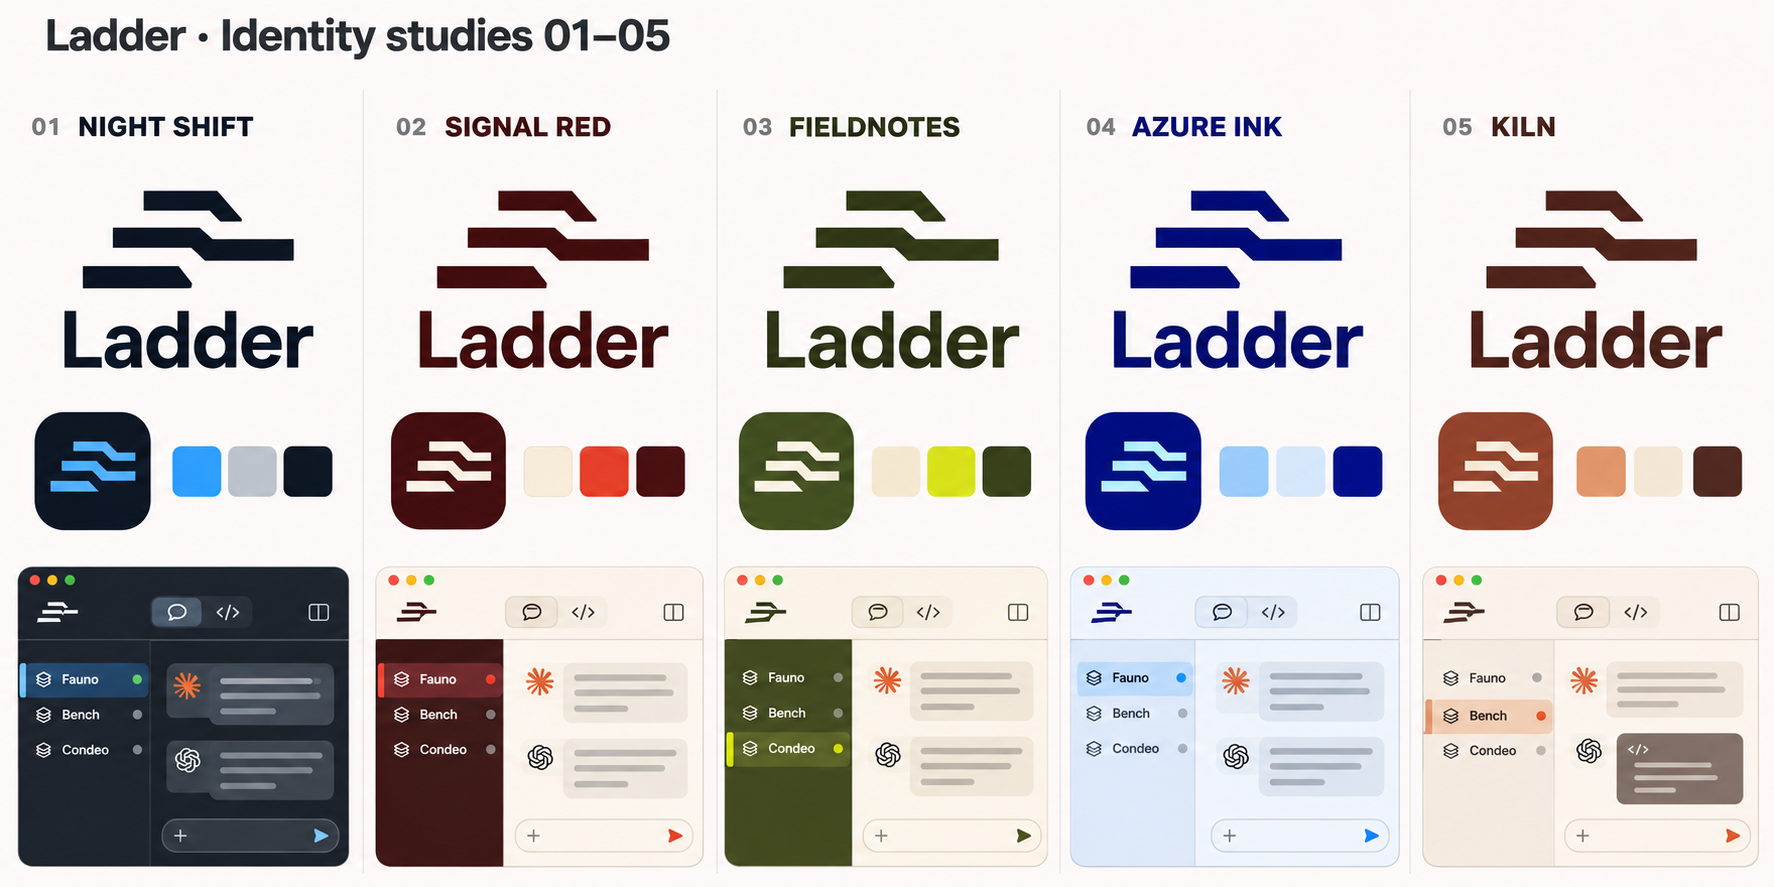 Ladder · Identity studies 01–05
01 NIGHT SHIFT
Ladder
</>
Fauno
Bench
Condeo
02 SIGNAL RED
Ladder
</>
Fauno
Bench
Condeo
03 FIELDNOTES
Ladder
</>
Fauno
Bench
Condeo
04 AZURE INK
Ladder
</>
Fauno
Bench
Condeo
05 KILN
Ladder
</>
Fauno
Bench
Condeo
</>